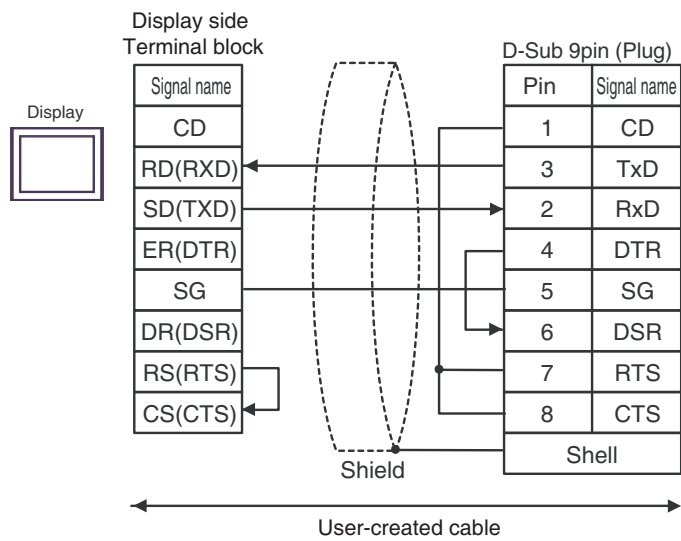 Display side
Terminal block
D-Sub 9pin (Plug)
Display
Signal name
Pin Signal name
CD
1 CD
RD(RXD)
3 TxD
SD(TXD)
2 RxD
ER(DTR)
4 DTR
SG
5 SG
DR(DSR)
6 DSR
RS(RTS)
7 RTS
CS(CTS)
8 CTS
Shell
Shield
User-created cable